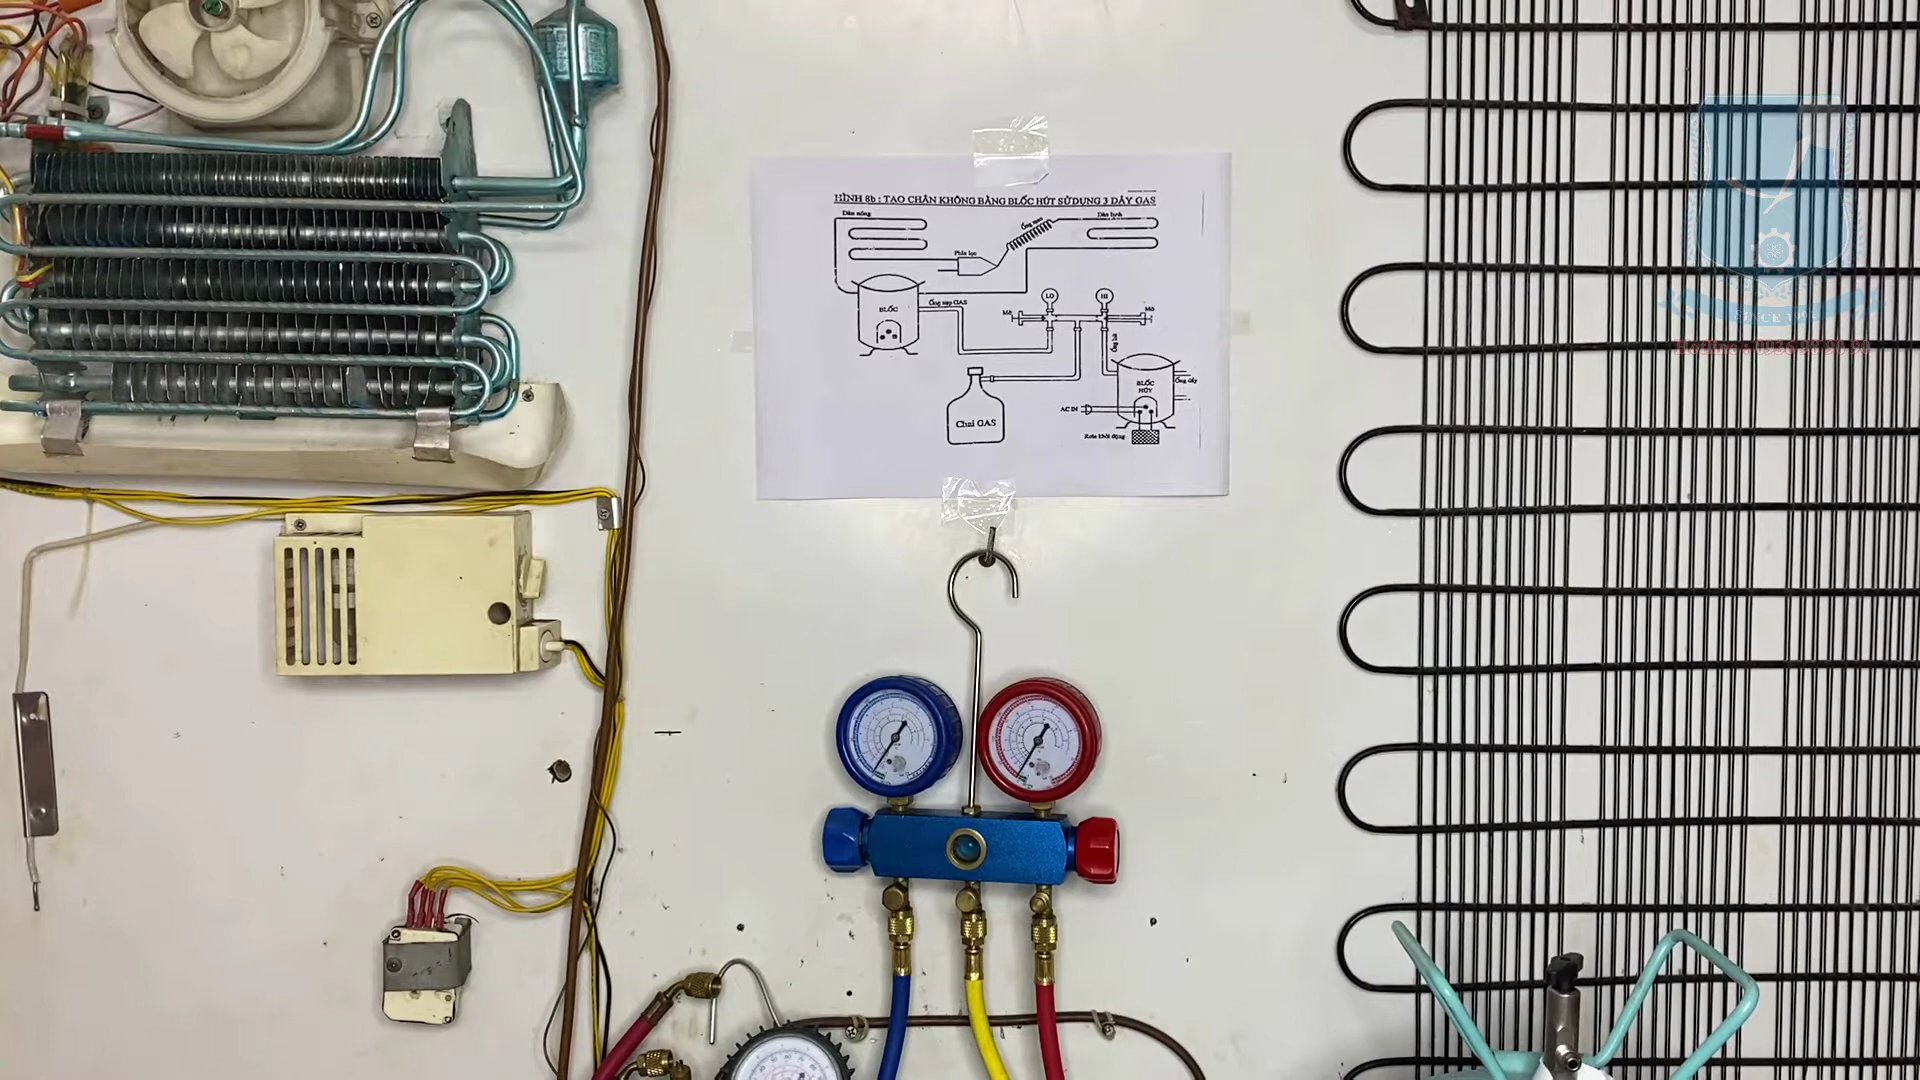 HÌNH 8b : TẠO CHÂN KHÔNG BẰNG BLỐC HÚT SỬ DỤNG 3 DÂY GAS
Dàn nóng
Ống mao
Dàn lạnh
Phin lọc
Ống nạp GAS
LO
HI
BLỐC
Mở
Mở
BLỐC
HÚT
Ống đẩy
AC IN
Chai GAS
Rơle khởi động
SINCE 1991